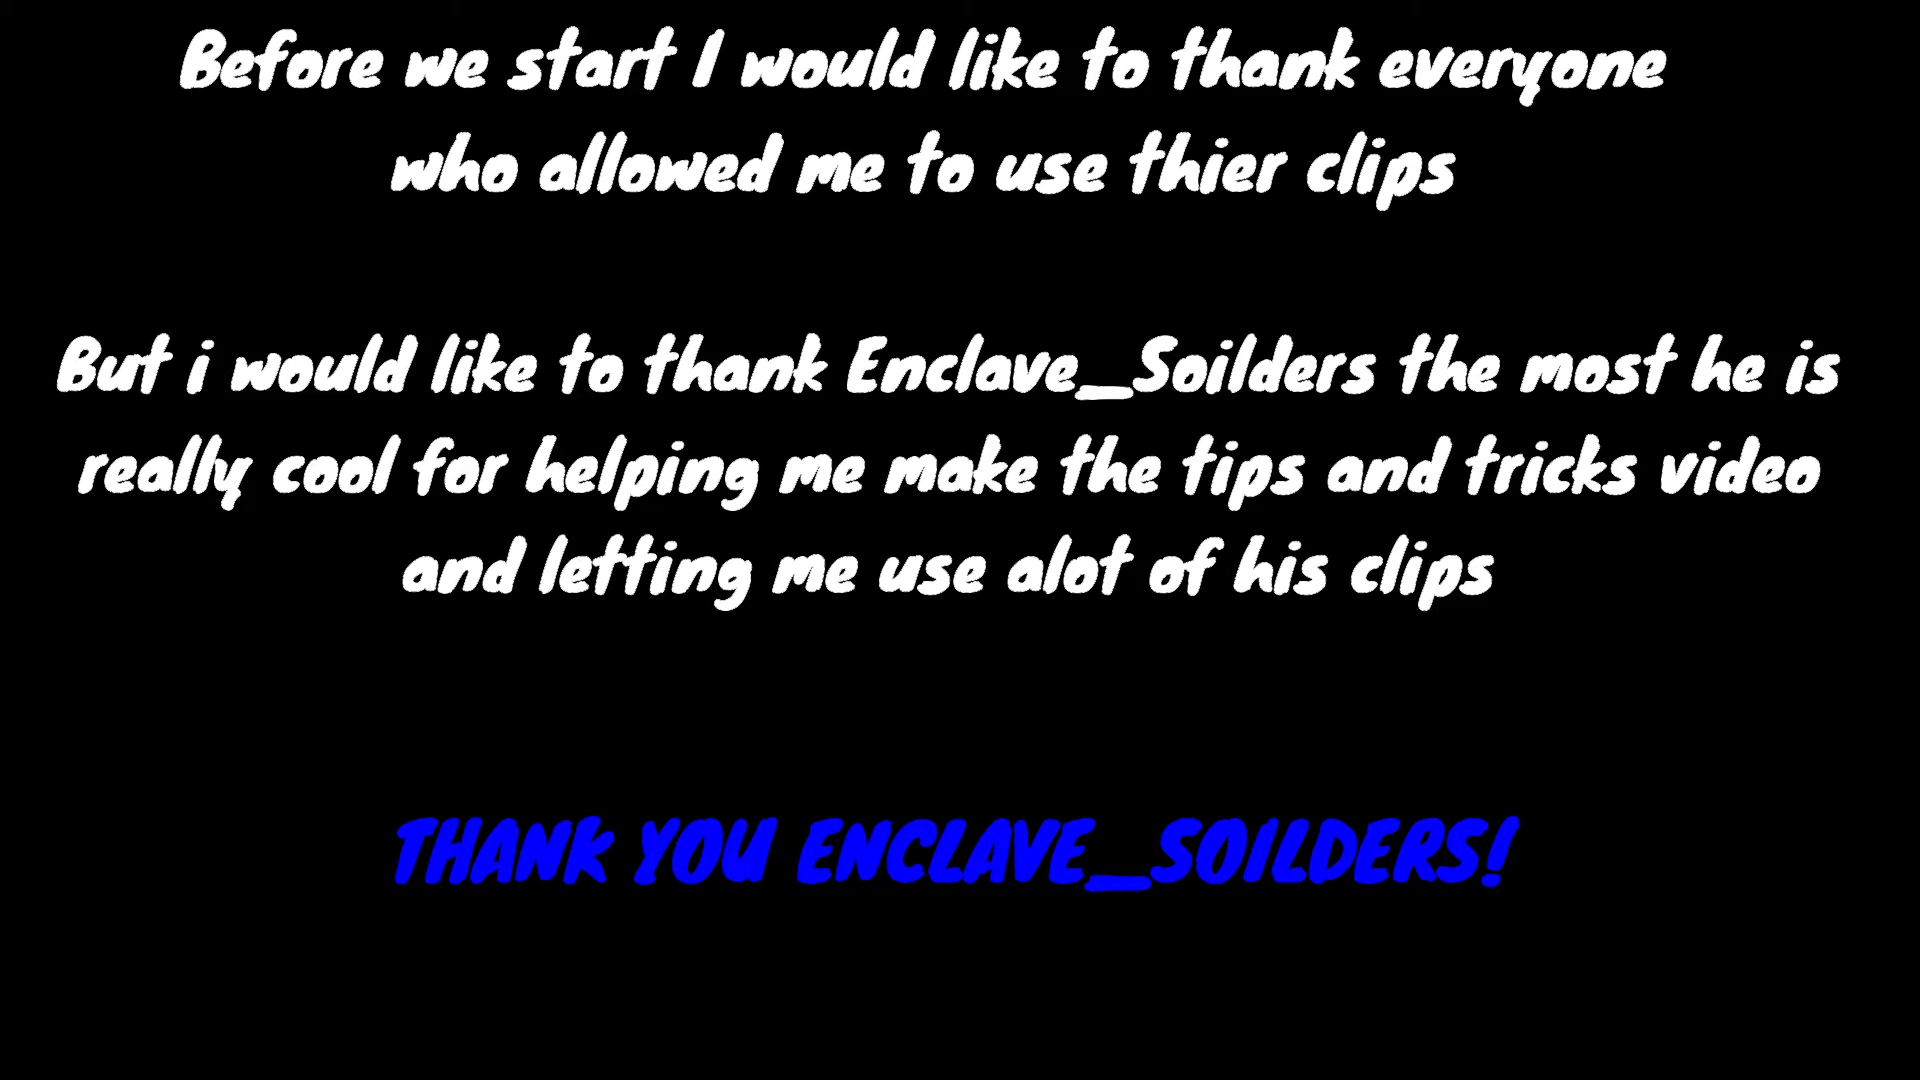 Before we start I would like to thank everyone
who allowed me to use thier clips
But i would like to thank Enclave_Soilders the most he is
really cool for helping me make the tips and tricks video
and letting me use alot of his clips
THANK YOU ENCLAVE_SOILDERS!